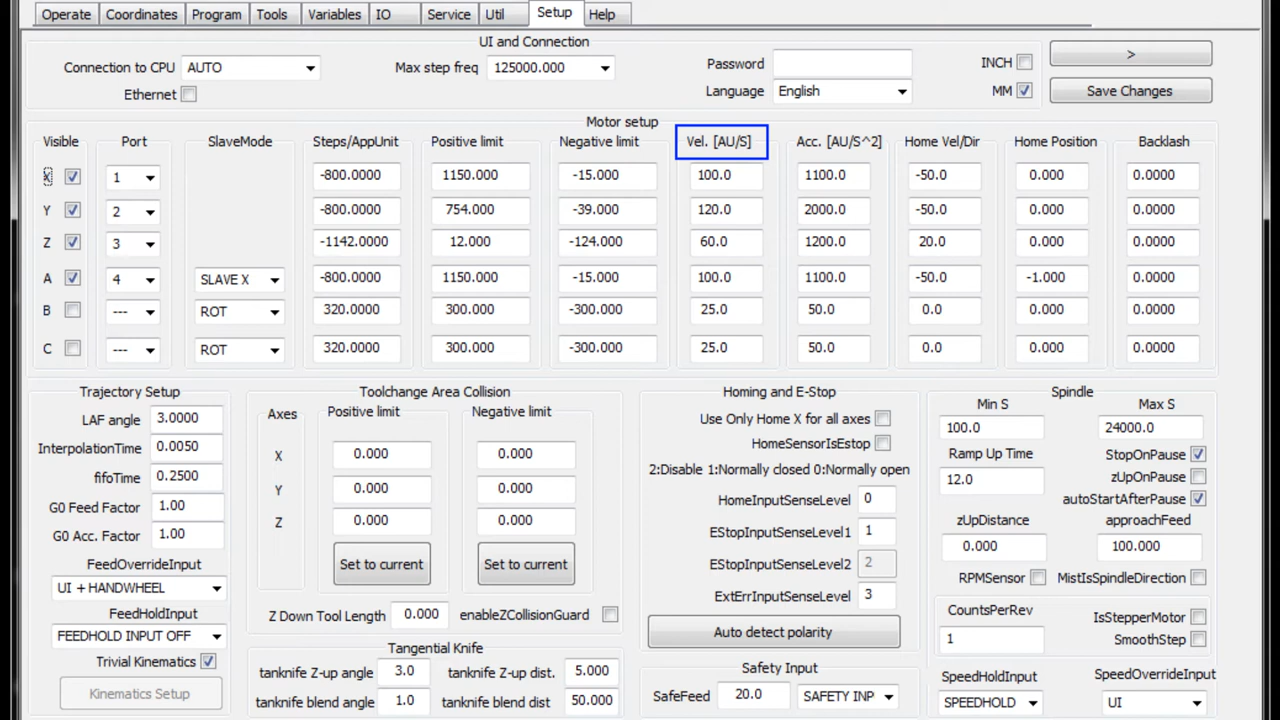 Operate Coordinates Program Tools Variables IO Service Util Setup Help
UI and Connection
Connection to CPU AUTO Max step freq 125000.000 Password INCH >
Ethernet Language English MM Save Changes
Motor setup
Visible Port SlaveMode Steps/AppUnit Positive limit Negative limit Vel. [AU/S] Acc. [AU/S^2] Home Vel/Dir Home Position Backlash
X 1 -800.0000 1150.000 -15.000 100.0 1100.0 -50.0 0.000 0.0000
Y 2 -800.0000 754.000 -39.000 120.0 2000.0 -50.0 0.000 0.0000
Z 3 -1142.0000 12.000 -124.000 60.0 1200.0 20.0 0.000 0.0000
A 4 SLAVE X -800.0000 1150.000 -15.000 100.0 1100.0 -50.0 -1.000 0.0000
B --- ROT 320.0000 300.000 -300.000 25.0 50.0 0.0 0.000 0.0000
C --- ROT 320.0000 300.000 -300.000 25.0 50.0 0.0 0.000 0.0000
Trajectory Setup
LAF angle 3.0000
InterpolationTime 0.0050
fifoTime 0.2500
G0 Feed Factor 1.00
G0 Acc. Factor 1.00
FeedOverrideInput
UI + HANDWHEEL
FeedHoldInput
FEEDHOLD INPUT OFF
Trivial Kinematics
Kinematics Setup
Toolchange Area Collision
Axes Positive limit Negative limit
X 0.000 0.000
Y 0.000 0.000
Z 0.000 0.000
Set to current Set to current
Z Down Tool Length 0.000 enableZCollisionGuard
Tangential Knife
tanknife Z-up angle 3.0 tanknife Z-up dist. 5.000
tanknife blend angle 1.0 tanknife blend dist 50.000
Homing and E-Stop
Use Only Home X for all axes
HomeSensorIsEstop
2:Disable 1:Normally closed 0:Normally open
HomeInputSenseLevel 0
EStopInputSenseLevel1 1
EStopInputSenseLevel2 2
ExtErrInputSenseLevel 3
Auto detect polarity
Safety Input
SafeFeed 20.0 SAFETY INP
Spindle
Min S Max S
100.0 24000.0
Ramp Up Time StopOnPause
12.0 zUpOnPause
autoStartAfterPause
zUpDistance approachFeed
0.000 100.000
RPMSensor MistIsSpindleDirection
CountsPerRev IsStepperMotor
1 SmoothStep
SpeedHoldInput SpeedOverrideInput
SPEEDHOLD UI